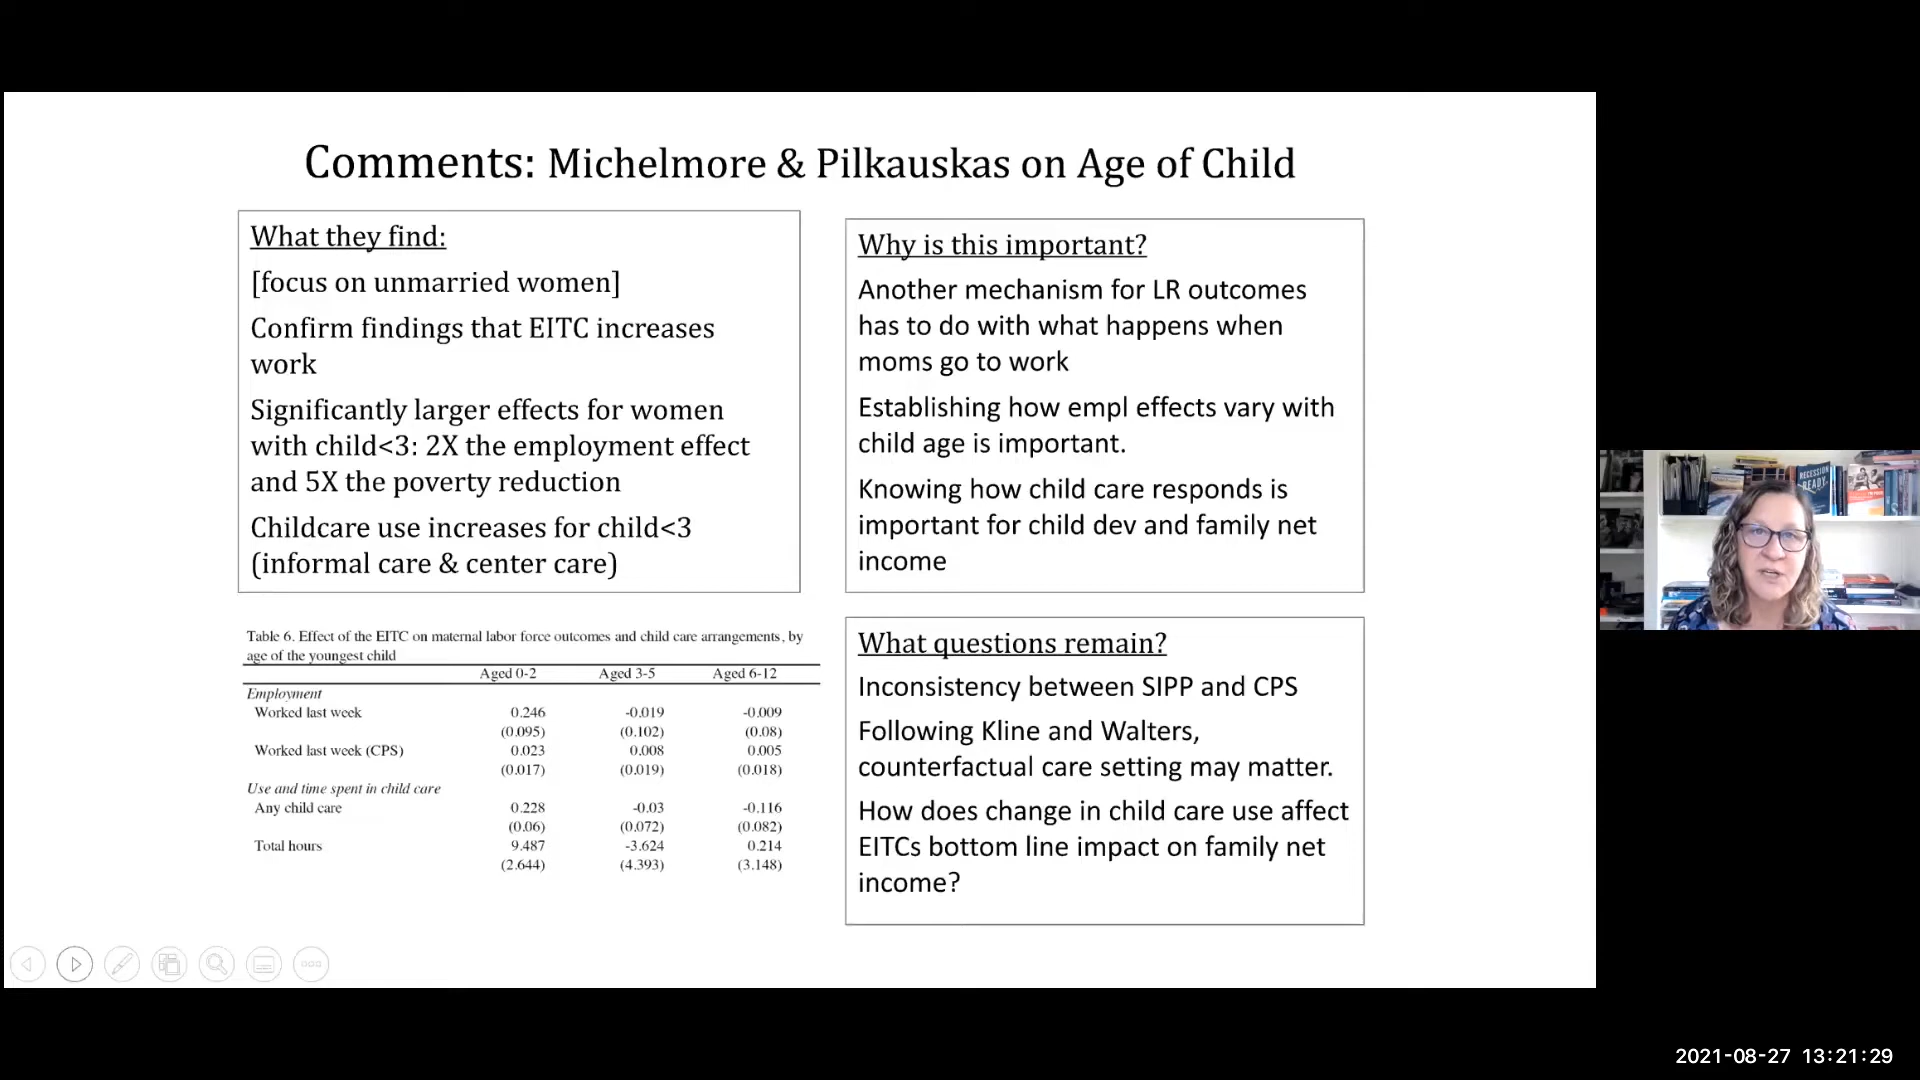 Comments: Michelmore & Pilkauskas on Age of Child
What they find:
[focus on unmarried women]
Confirm findings that EITC increases
work
Significantly larger effects for women
with child<3: 2X the employment effect
and 5X the poverty reduction
Childcare use increases for child<3
(informal care & center care)
Table 6. Effect of the EITC on maternal labor force outcomes and child care arrangements, by
age of the youngest child
Aged 0-2 Aged 3-5 Aged 6-12
Employment
Worked last week 0.246 -0.019 -0.009
(0.095) (0.102) (0.08)
Worked last week (CPS) 0.023 0.008 0.005
(0.017) (0.019) (0.018)
Use and time spent in child care
Any child care 0.228 -0.03 -0.116
(0.06) (0.072) (0.082)
Total hours 9.487 -3.624 0.214
(2.644) (4.393) (3.148)
Why is this important?
Another mechanism for LR outcomes
has to do with what happens when
moms go to work
Establishing how empl effects vary with
child age is important.
Knowing how child care responds is
important for child dev and family net
income
What questions remain?
Inconsistency between SIPP and CPS
Following Kline and Walters,
counterfactual care setting may matter.
How does change in child care use affect
EITCs bottom line impact on family net
income?
RECESSION
READY
2021-08-27 13:21:29